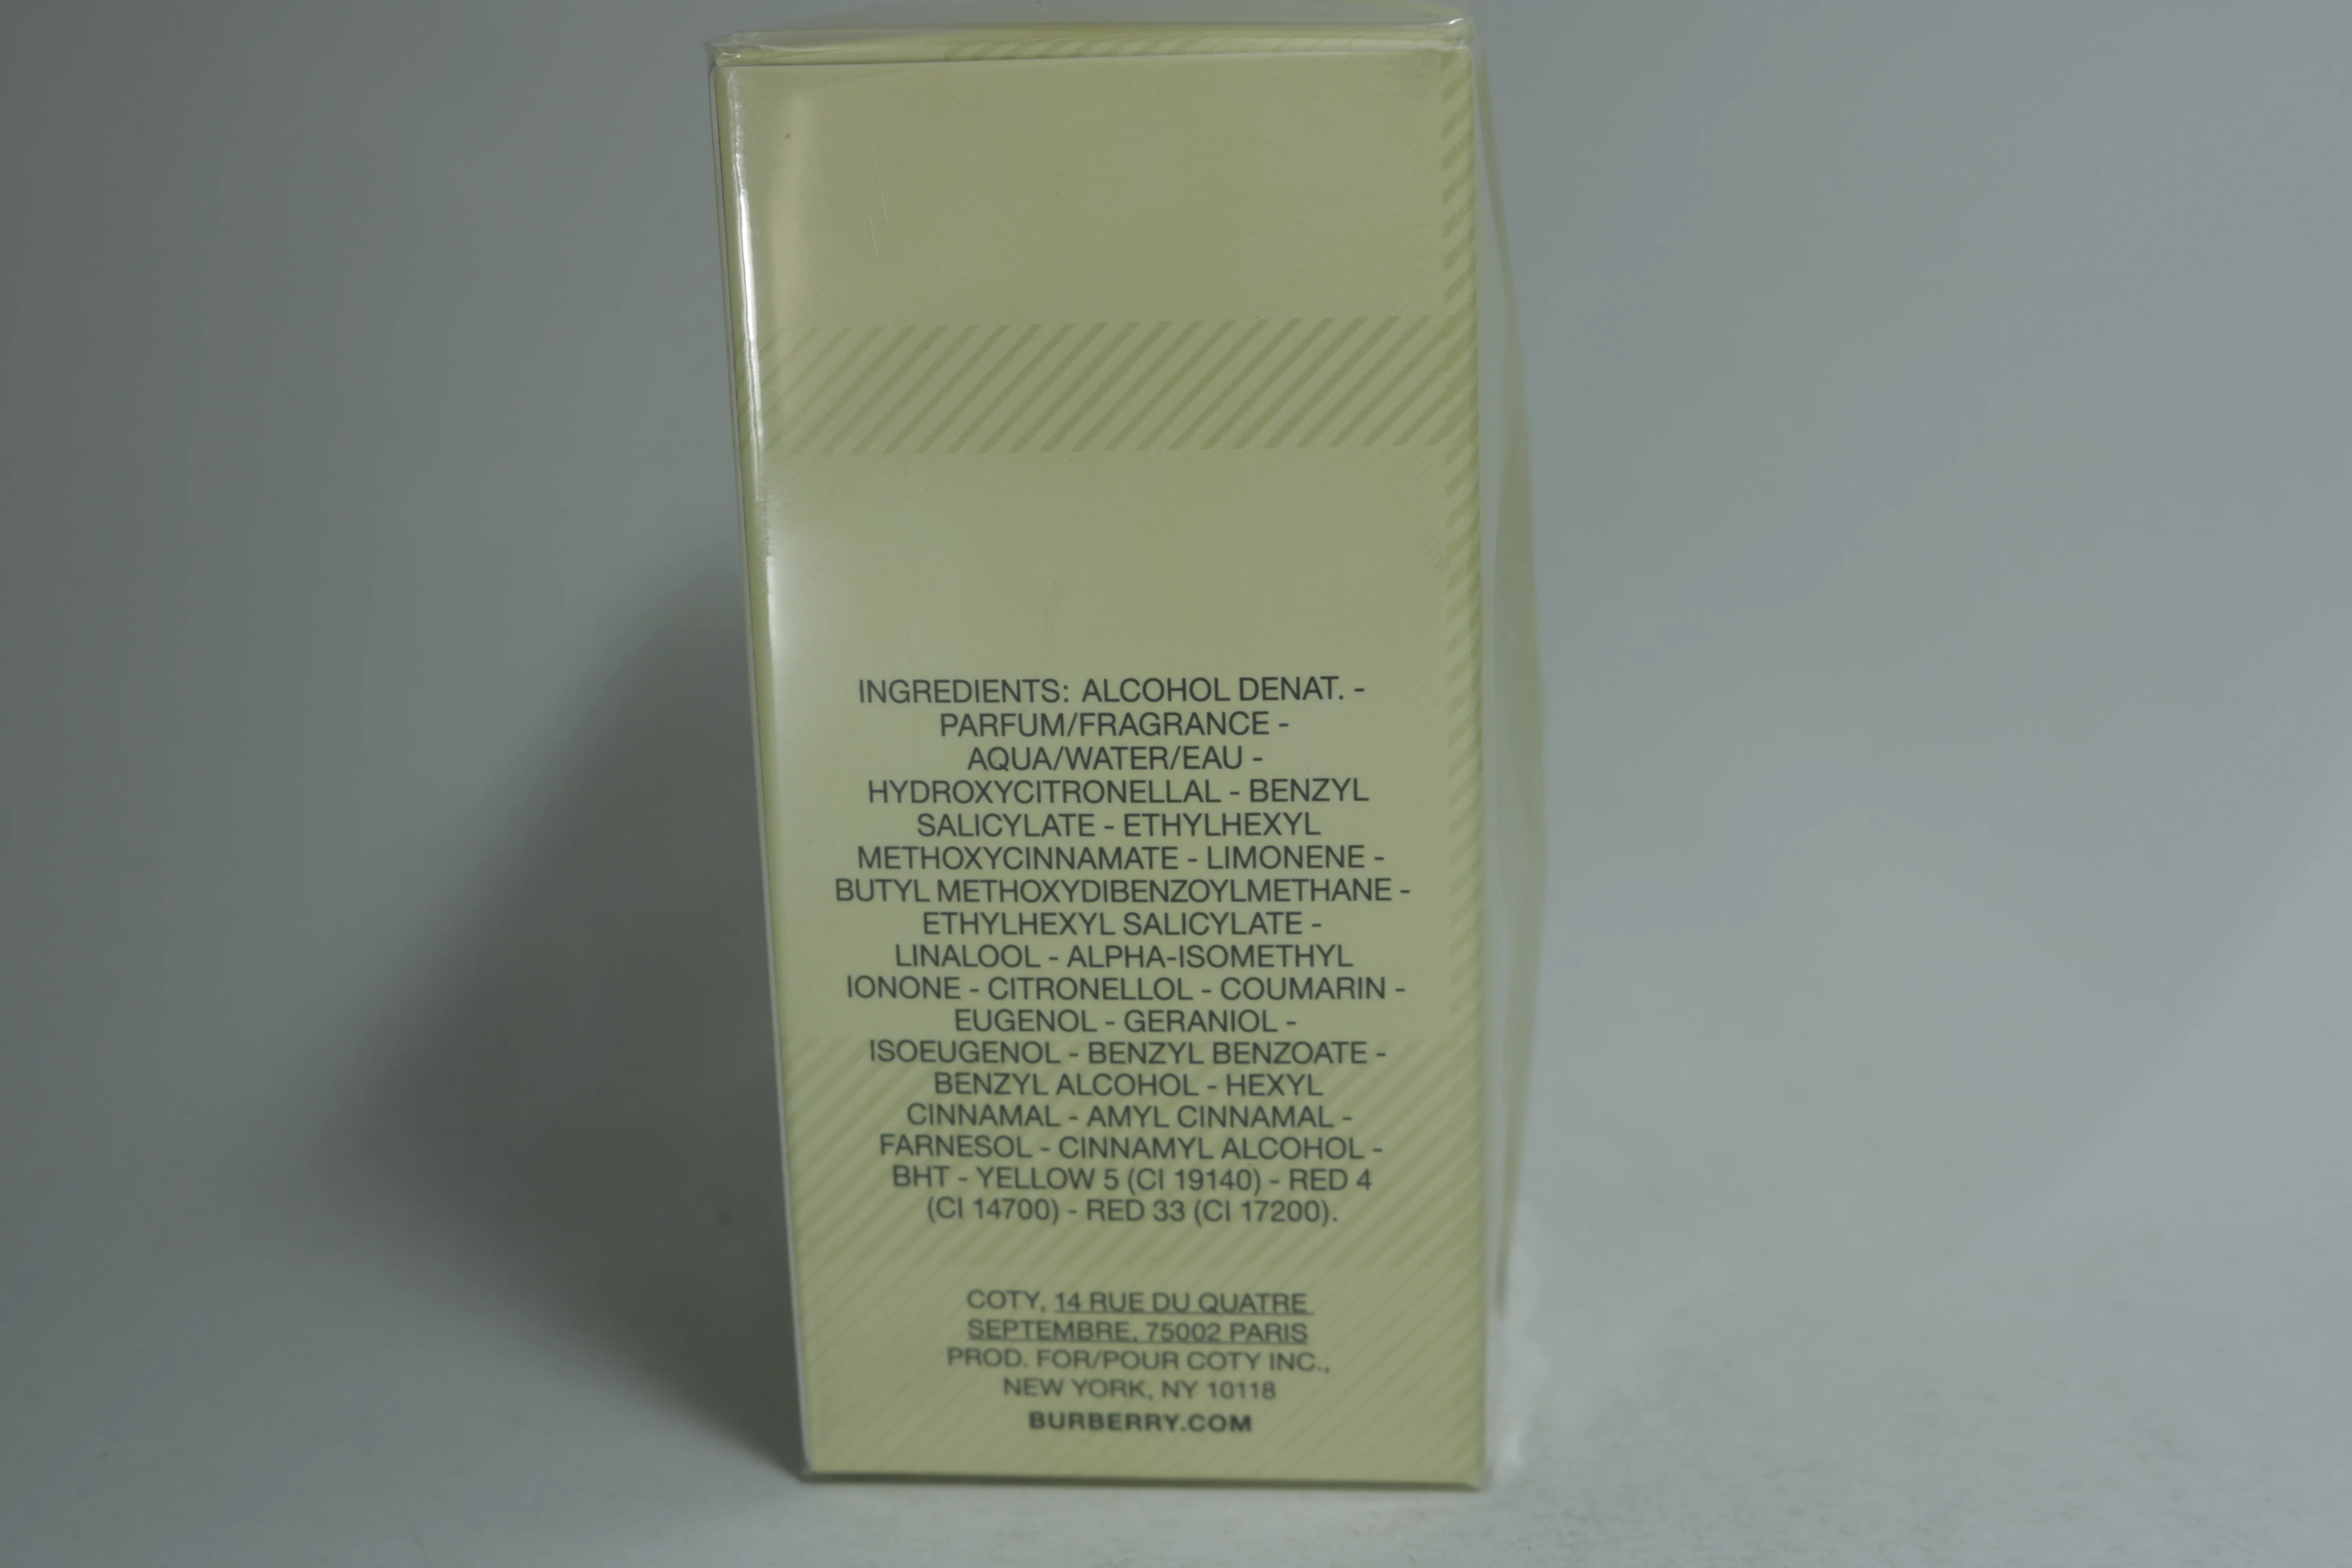 INGREDIENTS: ALCOHOL DENAT. -
PARFUM/FRAGRANCE -
AQUA/WATER/EAU -
HYDROXYCITRONELLAL - BENZYL
SALICYLATE - ETHYLHEXYL
METHOXYCINNAMATE - LIMONENE -
BUTYL METHOXYDIBENZOYLMETHANE -
ETHYLHEXYL SALICYLATE -
LINALOOL - ALPHA-ISOMETHYL
IONONE - CITRONELLOL - COUMARIN -
EUGENOL - GERANIOL -
ISOEUGENOL - BENZYL BENZOATE -
BENZYL ALCOHOL - HEXYL
CINNAMAL - AMYL CINNAMAL -
FARNESOL - CINNAMYL ALCOHOL -
BHT - YELLOW 5 (CI 19140) - RED 4
(CI 14700) - RED 33 (CI 17200).
COTY, 14 RUE DU QUATRE
SEPTEMBRE, 75002 PARIS
PROD. FOR/POUR COTY INC.,
NEW YORK, NY 10118
BURBERRY.COM